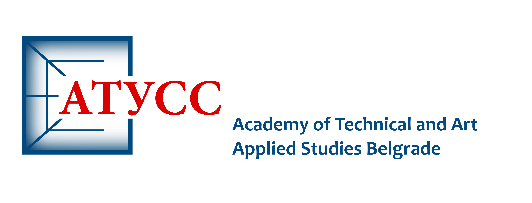 АТУСС
Academy of Technical and Art
Applied Studies Belgrade